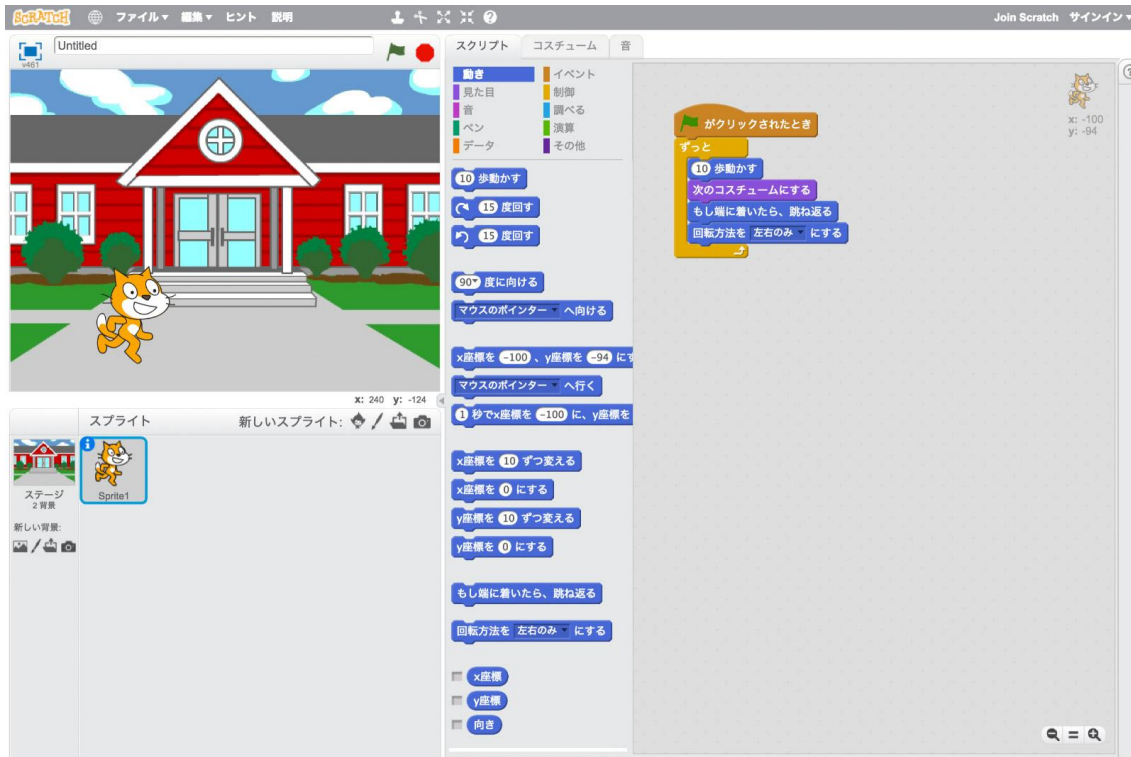 SCRATCH ファイル▼ 編集▼ ヒント 説明 Join Scratch サインイン▼
v461
Untitled
x: 240 y: -124
スプライト 新しいスプライト:
ステージ
2 背景
Sprite1
新しい背景:
スクリプト コスチューム 音
動き イベント
見た目 制御
音 調べる
ペン 演算
データ その他
10 歩動かす
15 度回す
15 度回す
90▼ 度に向ける
マウスのポインター▼ へ向ける
x座標を -100 、y座標を -94 にす
マウスのポインター▼ へ行く
1 秒でx座標を -100 に、y座標を
x座標を 10 ずつ変える
x座標を 0 にする
y座標を 10 ずつ変える
y座標を 0 にする
もし端に着いたら、跳ね返る
回転方法を 左右のみ▼ にする
x座標
y座標
向き
がクリックされたとき
ずっと
10 歩動かす
次のコスチュームにする
もし端に着いたら、跳ね返る
回転方法を 左右のみ▼ にする
x: -100
y: -94